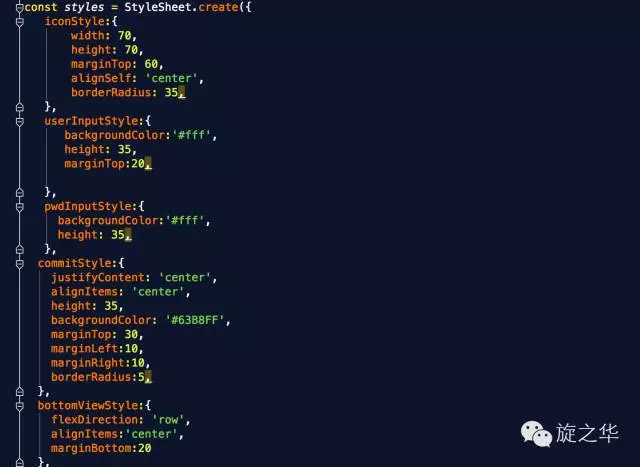 const styles = StyleSheet.create({
iconStyle:{
width: 70,
height: 70,
marginTop: 60,
alignSelf: 'center',
borderRadius: 35,
},
userInputStyle:{
backgroundColor:'#fff',
height: 35,
marginTop:20,
},
pwdInputStyle:{
backgroundColor:'#fff',
height: 35,
},
commitStyle:{
justifyContent: 'center',
alignItems: 'center',
height: 35,
backgroundColor: '#63B8FF',
marginTop: 30,
marginLeft:10,
marginRight:10,
borderRadius:5,
},
bottomViewStyle:{
flexDirection: 'row',
alignItems:'center',
marginBottom:20
},
旋之华